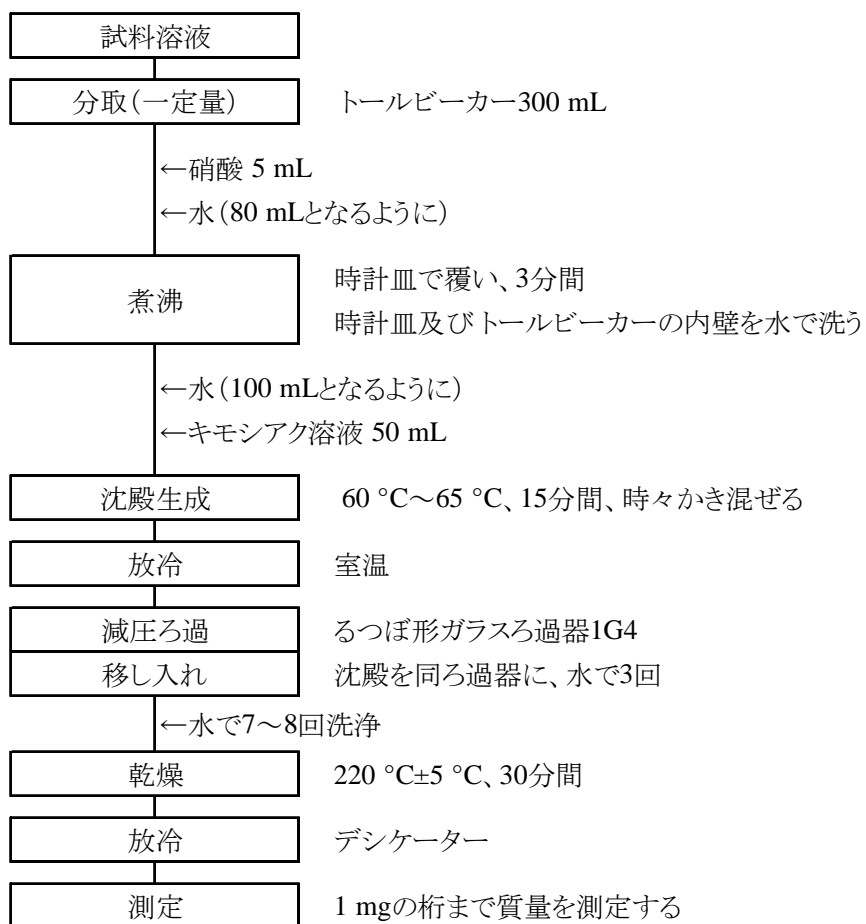 試料溶液
分取(一定量) トールビーカー300 mL
←硝酸 5 mL
←水(80 mLとなるように)
時計皿で覆い、3分間
煮沸
時計皿及びトールビーカーの内壁を水で洗う
←水(100 mLとなるように)
←キモシアク溶液 50 mL
沈殿生成 60 °C~65 °C、15分間、時々かき混ぜる
放冷 室温
減圧ろ過 るつぼ形ガラスろ過器1G4
移し入れ 沈殿を同ろ過器に、水で3回
←水で7~8回洗浄
乾燥 220 °C±5 °C、30分間
放冷 デシケーター
測定 1 mgの桁まで質量を測定する